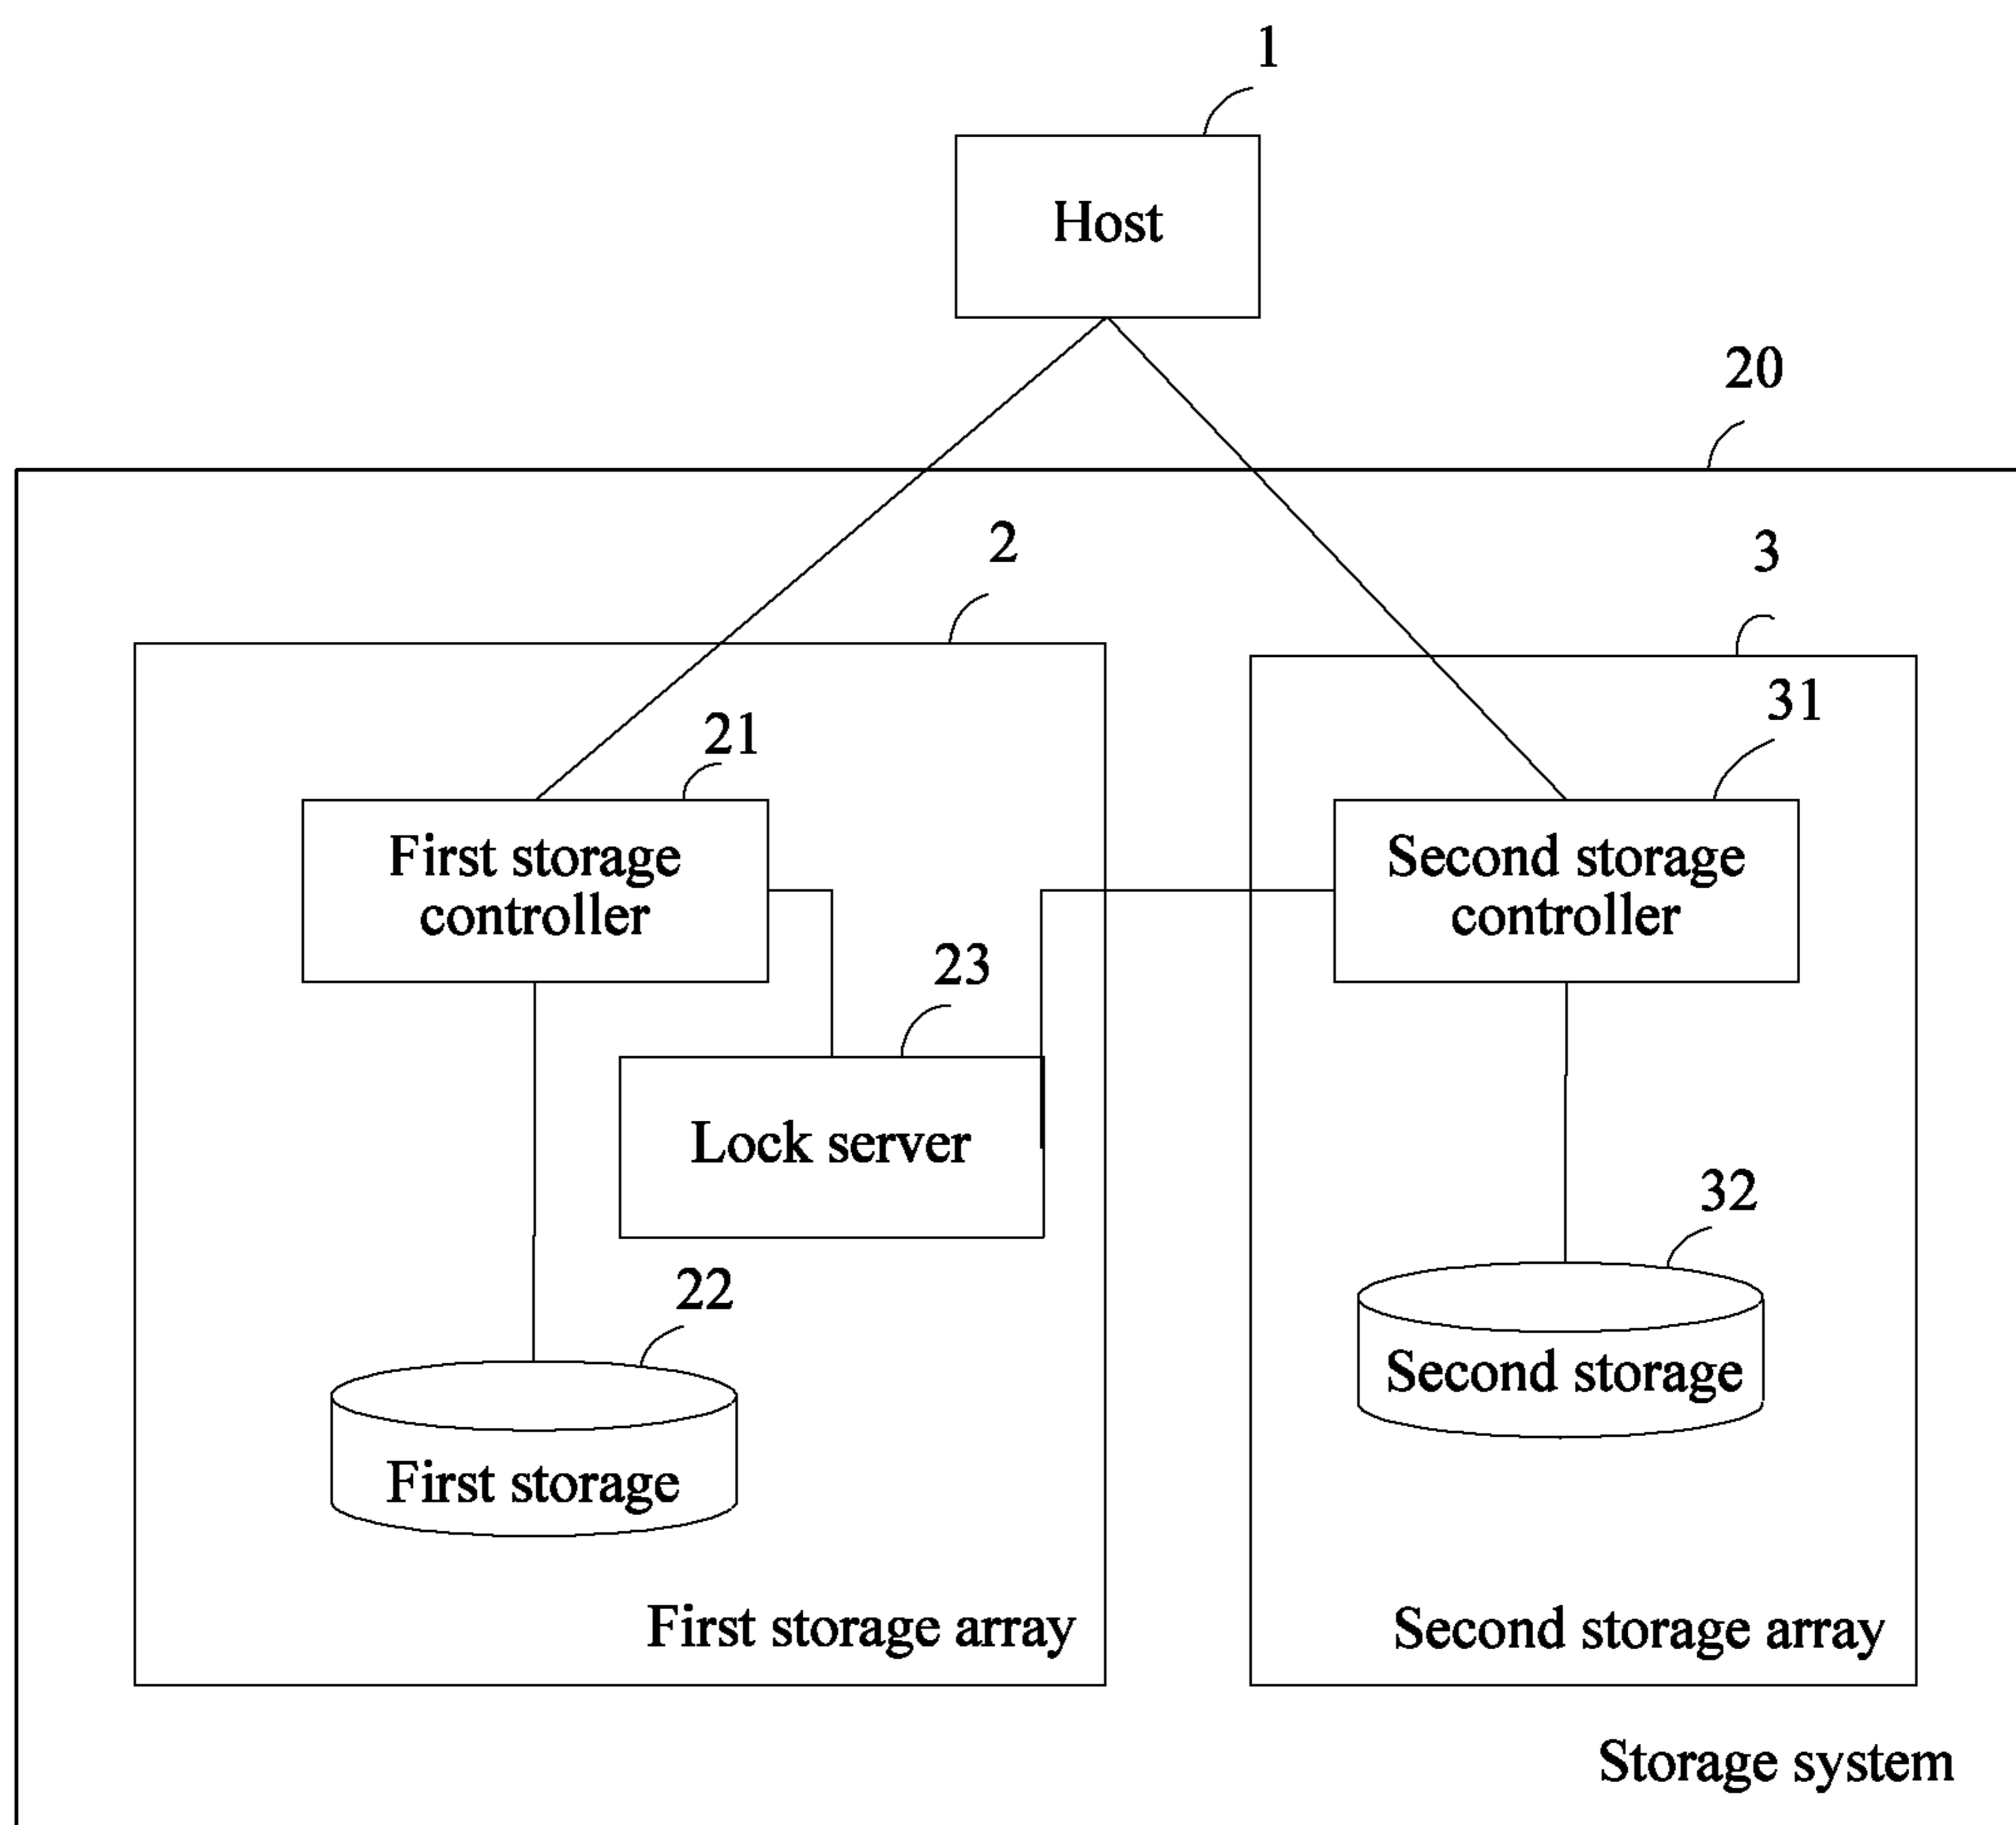 1
Host
20
2
3
21
31
First storage
controller
Second storage
controller
23
Lock server
32
22
Second storage
First storage
First storage array
Second storage array
Storage system